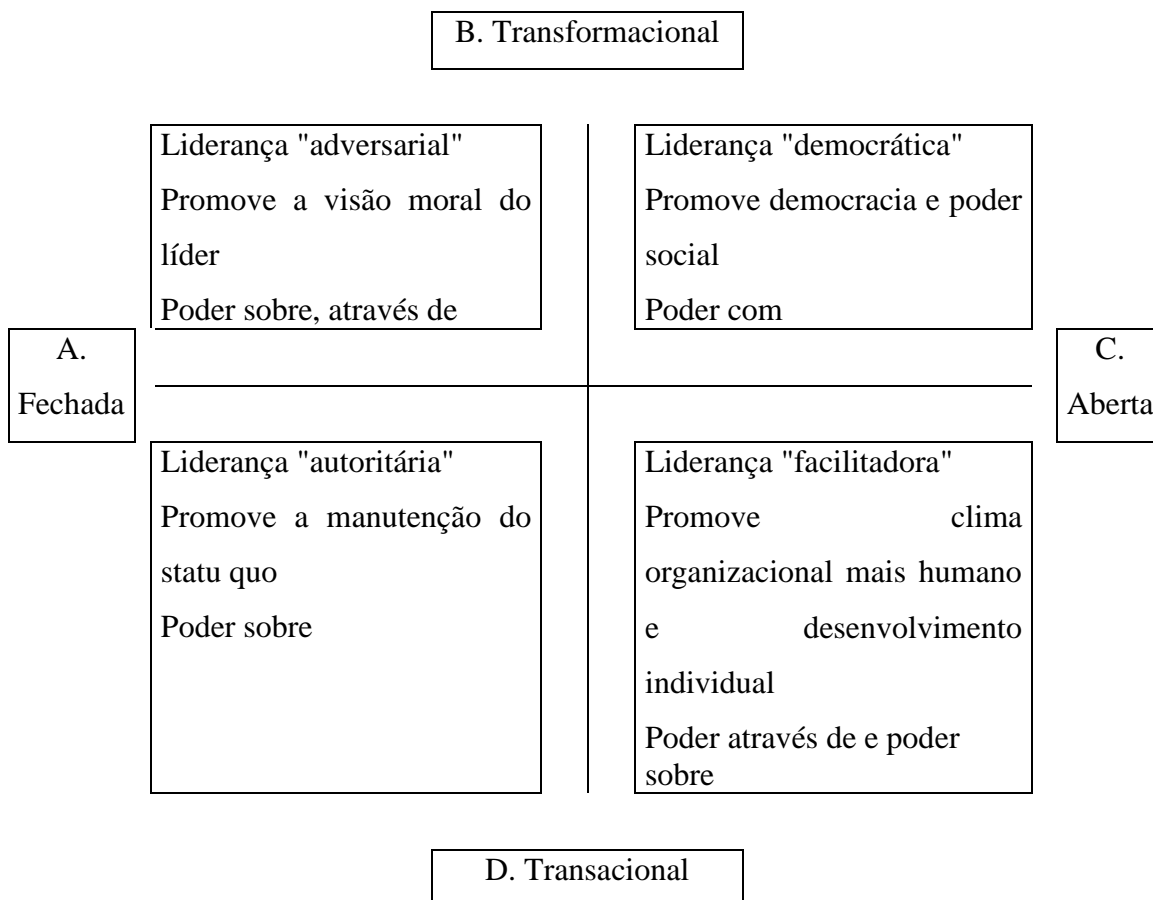 B. Transformacional
Liderança "adversarial"
Promove a visão moral do
líder
Poder sobre, através de
Liderança "democrática"
Promove democracia e poder
social
Poder com
A.
Fechada
C.
Aberta
Liderança "autoritária"
Promove a manutenção do
statu quo
Poder sobre
Liderança "facilitadora"
Promove clima
organizacional mais humano
e desenvolvimento
individual
Poder através de e poder
sobre
D. Transacional